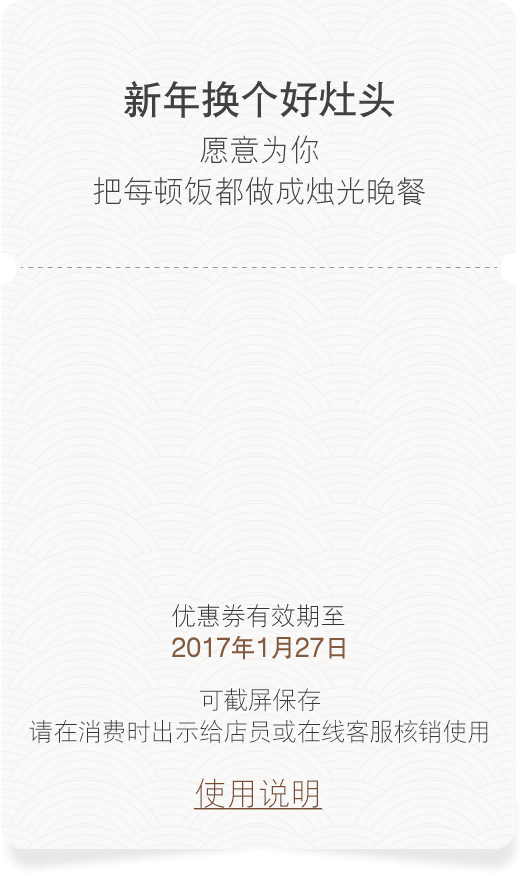 新年换个好灶头
愿意为你
把每顿饭都做成烛光晚餐
优惠券有效期至
2017年1月27日
可截屏保存
请在消费时出示给店员或在线客服核销使用
使用说明